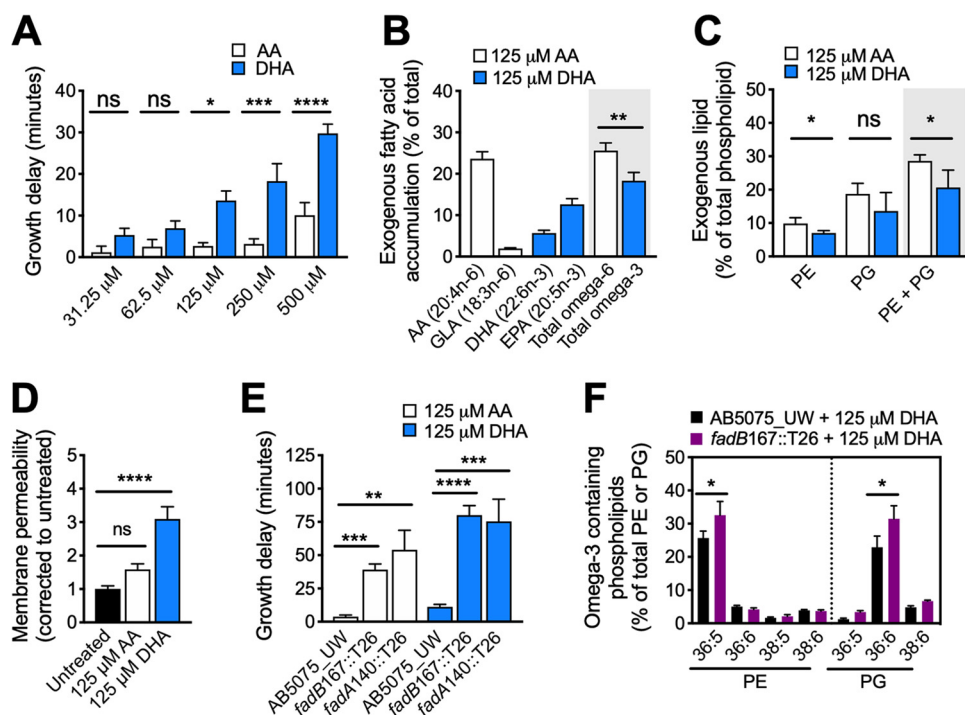 A
AA
DHA
Growth delay (minutes)
40
30
20
10
0
ns
ns
*
***
****
31.25 μM
62.5 μM
125 μM
250 μM
500 μM
B
125 μM AA
125 μM DHA
Exogenous fatty acid
accumulation (% of total)
40
30
20
10
0
**
AA (20:4n-6)
GLA (18:3n-6)
DHA (22:6n-3)
EPA (20:5n-3)
Total omega-6
Total omega-3
C
125 μM AA
125 μM DHA
Exogenous lipid
(% of total phospholipid)
50
40
30
20
10
0
*
ns
*
PE
PG
PE + PG
D
Membrane permeability
(corrected to untreated)
5
4
3
2
1
0
****
ns
Untreated
125 μM AA
125 μM DHA
E
125 μM AA
125 μM DHA
Growth delay (minutes)
125
100
75
50
25
0
**
***
***
****
AB5075_UW
fadB167::T26
fadA140::T26
AB5075_UW
fadB167::T26
fadA140::T26
F
AB5075_UW + 125 μM DHA
fadB167::T26 + 125 μM DHA
Omega-3 containing
phospholipids
(% of total PE or PG)
50
40
30
20
10
0
*
*
36:5
36:6
38:5
38:6
36:5
36:6
38:6
PE
PG